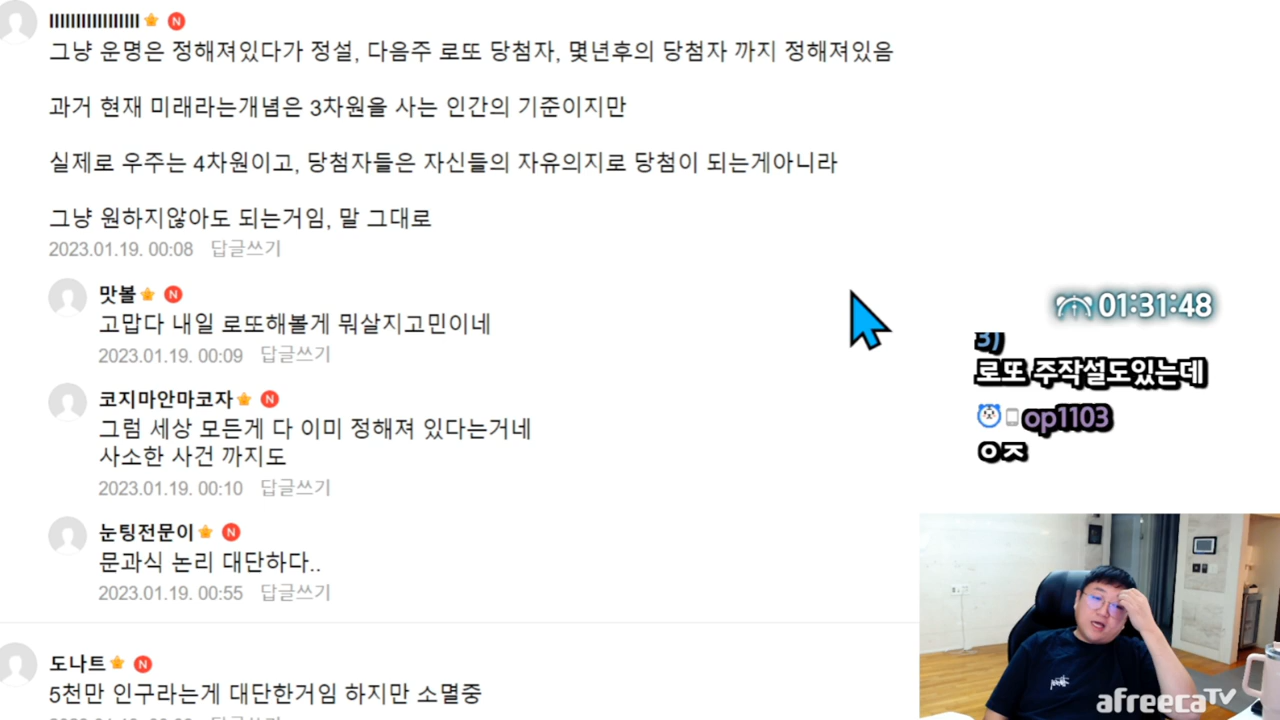 llllllllllllllllll N
그냥 운명은 정해져있다가 정설, 다음주 로또 당첨자, 몇년후의 당첨자 까지 정해져있음
과거 현재 미래라는개념은 3차원을 사는 인간의 기준이지만
실제로 우주는 4차원이고, 당첨자들은 자신들의 자유의지로 당첨이 되는게아니라
그냥 원하지않아도 되는거임, 말 그대로
2023.01.19. 00:08 답글쓰기
맛볼 N
고맙다 내일 로또해볼게 뭐살지고민이네
2023.01.19. 00:09 답글쓰기
코지마안마코자 N
그럼 세상 모든게 다 이미 정해져 있다는거네
사소한 사건 까지도
2023.01.19. 00:10 답글쓰기
눈팅전문이 N
문과식 논리 대단하다..
2023.01.19. 00:55 답글쓰기
도나트 N
5천만 인구라는게 대단한거임 하지만 소멸중
01:31:48
3)
로또 주작설도있는데
op1103
ㅇㅈ
afreecaTV